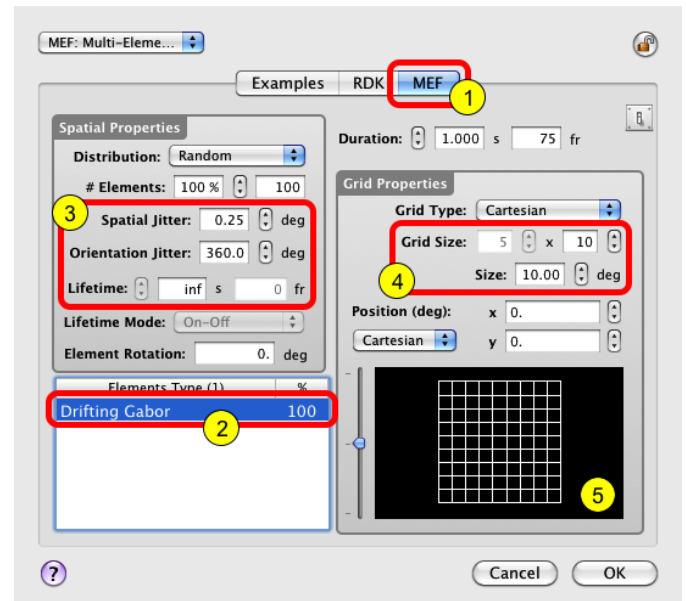 MEF: Multi-Eleme...
Examples RDK MEF
1
Spatial Properties
Distribution: Random
# Elements: 100 % 100
3
Spatial Jitter: 0.25 deg
Orientation Jitter: 360.0 deg
Lifetime: inf s 0 fr
Lifetime Mode: On-Off
Element Rotation: 0. deg
Elements Type (1) %
Drifting Gabor 100
2
Duration: 1.000 s 75 fr
Grid Properties
Grid Type: Cartesian
Grid Size: 5 x 10
4
Size: 10.00 deg
Position (deg): x 0.
Cartesian y 0.
5
? Cancel OK